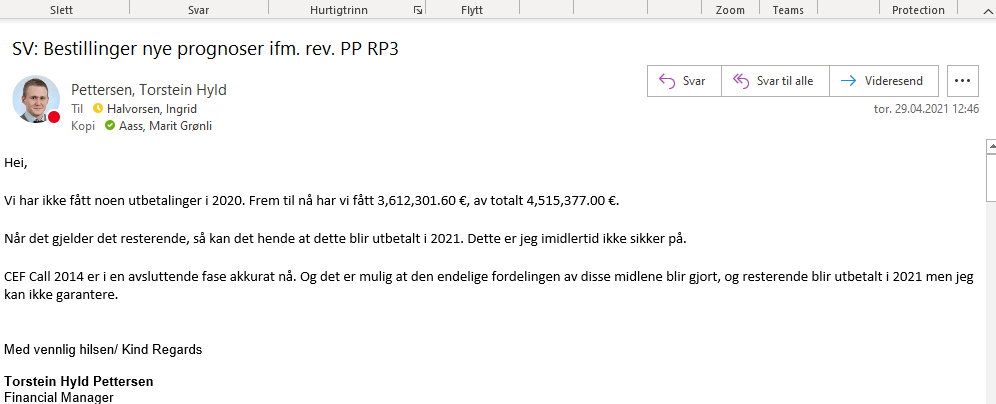 Slett Svar Hurtigtrinn Flytt Zoom Teams Protection
SV: Bestillinger nye prognoser ifm. rev. PP RP3
Pettersen, Torstein Hyld
Til Halvorsen, Ingrid
Kopi Aass, Marit Grønli
Svar Svar til alle Videresend ...
tor. 29.04.2021 12:46
Hei,
Vi har ikke fått noen utbetalinger i 2020. Frem til nå har vi fått 3,612,301.60 €, av totalt 4,515,377.00 €.
Når det gjelder det resterende, så kan det hende at dette blir utbetalt i 2021. Dette er jeg imidlertid ikke sikker på.
CEF Call 2014 er i en avsluttende fase akkurat nå. Og det er mulig at den endelige fordelingen av disse midlene blir gjort, og resterende blir utbetalt i 2021 men jeg
kan ikke garantere.
Med vennlig hilsen/ Kind Regards
Torstein Hyld Pettersen
Financial Manager